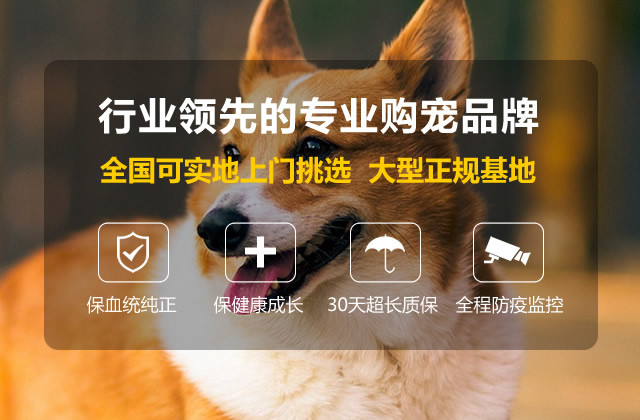 行业领先的专业购宠品牌
全国可实地上门挑选 大型正规基地
保血统纯正 保健康成长 30天超长质保 全程防疫监控